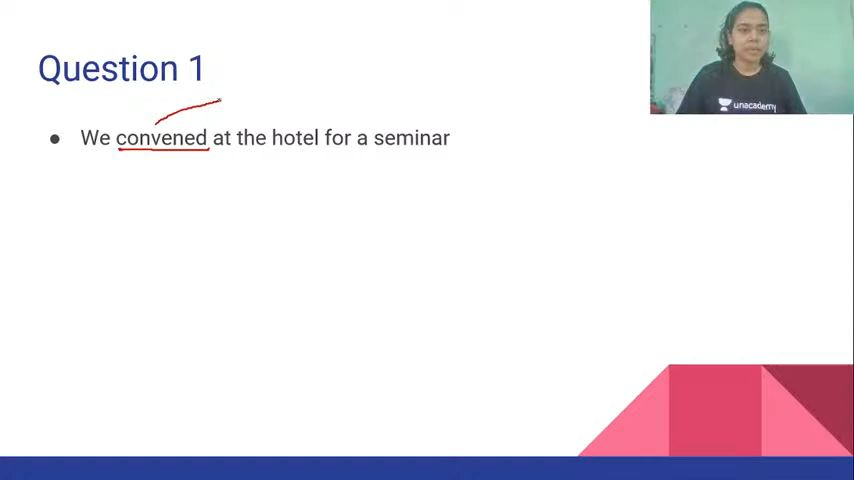 Question 1
● We convened at the hotel for a seminar
unacademy